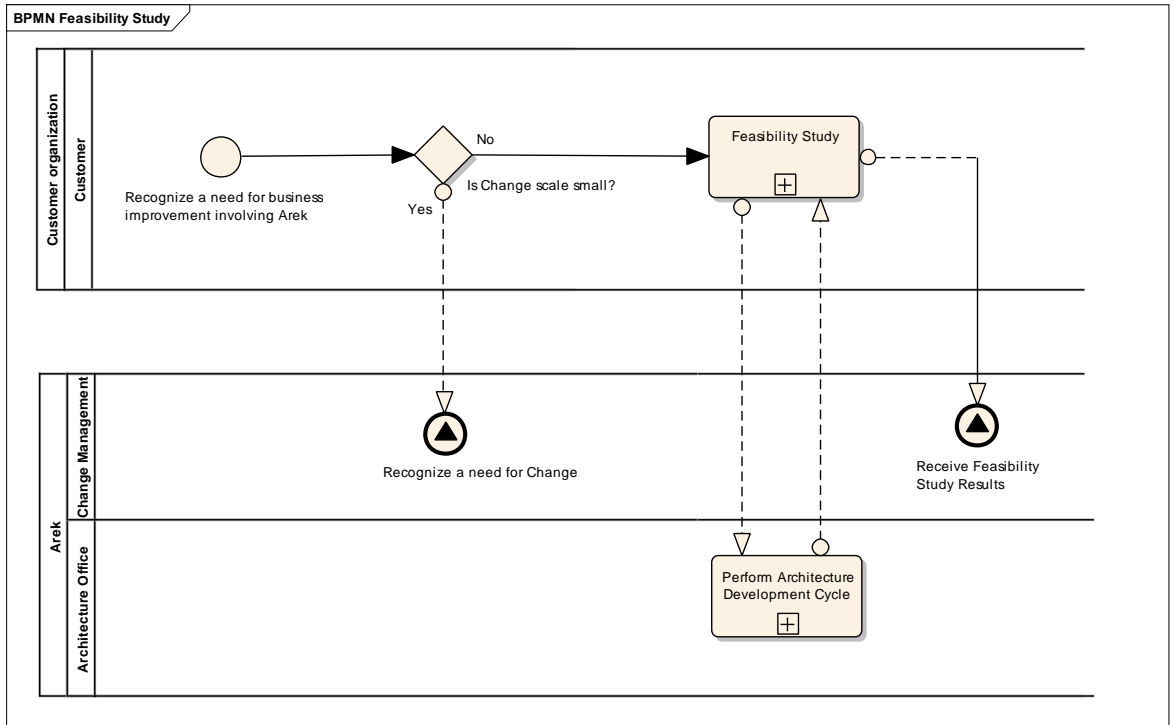 BPMN Feasibility Study
Customer organization
Customer
Recognize a need for business
improvement involving Arek
No
Is Change scale small?
Yes
Feasibility Study
Arek
Change Management
Recognize a need for Change
Receive Feasibility
Study Results
Architecture Office
Perform Architecture
Development Cycle